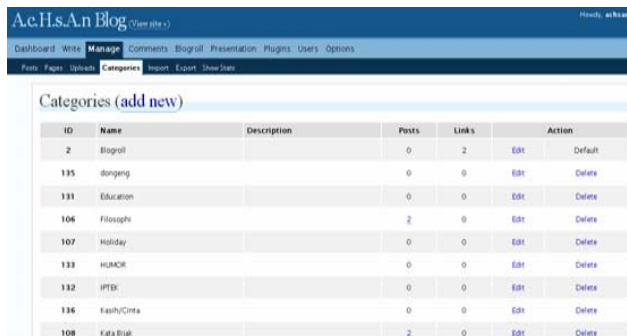 A.c.H.s.A.n Blog (View site »)
Howdy, achsan
Dashboard Write Manage Comments Blogroll Presentation Plugins Users Options
Posts Pages Uploads Categories Import Export ShowStats
Categories (add new)
ID Name Description Posts Links Action
2 Blogroll 0 2 Edit Default
135 dongeng 0 0 Edit Delete
131 Education 0 0 Edit Delete
106 Filosophi 2 0 Edit Delete
107 Holiday 0 0 Edit Delete
133 HUMOR 0 0 Edit Delete
132 IPTEK 0 0 Edit Delete
136 Kasih/Cinta 0 0 Edit Delete
108 Kata Bijak 2 0 Edit Delete